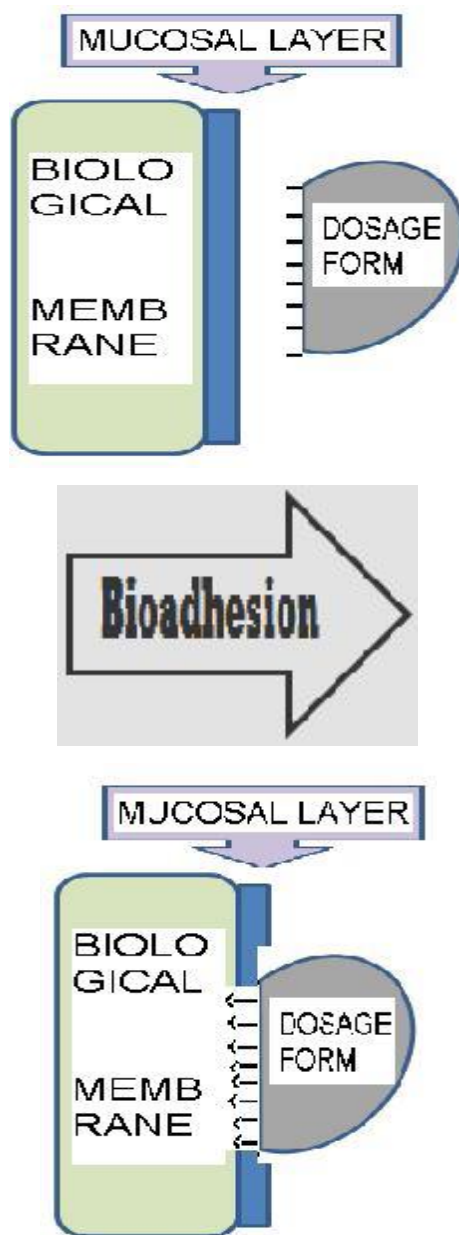 MUCOSAL LAYER
BIOLO
GICAL
MEMB
RANE
DOSAGE
FORM
Bioadhesion
MJCOSAL LAYER
BIOLO
GICAL
MEMB
RANE
DOSAGE
FORM